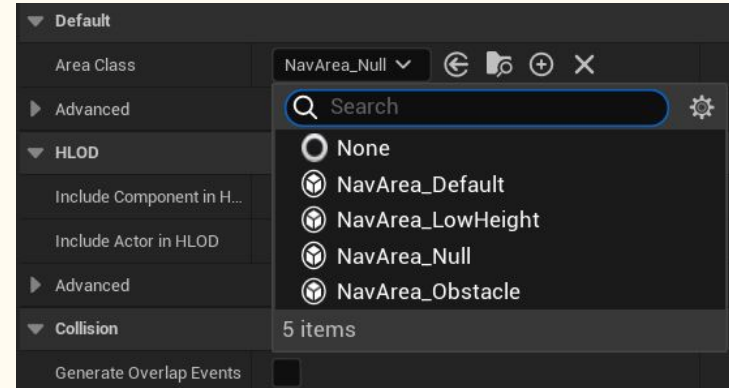 Default
Area Class
NavArea_Null
Advanced
Search
HLOD
None
Include Component in H...
NavArea_Default
NavArea_LowHeight
Include Actor in HLOD
NavArea_Null
Advanced
NavArea_Obstacle
Collision
5 items
Generate Overlap Events